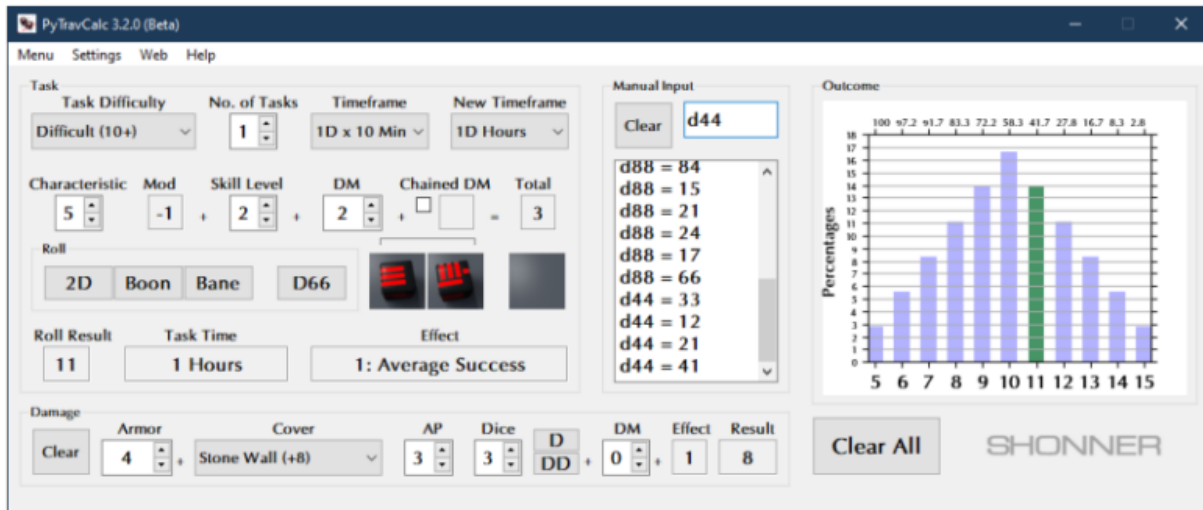 PyTravCalc 3.2.0 (Beta)
Menu Settings Web Help
Task
Task Difficulty No. of Tasks Timeframe New Timeframe
Difficult (10+) 1 1D x 10 Min 1D Hours
Characteristic Mod Skill Level DM Chained DM Total
5 -1 + 2 + 2 + = 3
Roll
2D Boon Bane D66
Roll Result Task Time Effect
11 1 Hours 1: Average Success
Manual Input
Clear d44
d88 = 84
d88 = 15
d88 = 21
d88 = 24
d88 = 17
d88 = 66
d44 = 33
d44 = 12
d44 = 21
d44 = 41
Outcome
100 97.2 91.7 83.3 72.2 58.3 41.7 27.8 16.7 8.3 2.8
Percentages
18
17
16
15
14
13
12
11
10
9
8
7
6
5
4
3
2
1
0
5 6 7 8 9 10 11 12 13 14 15
Damage
Armor Cover AP Dice DM Effect Result
Clear 4 + Stone Wall (+8) 3 3 D DD + 0 + 1 8
Clear All SHONNER